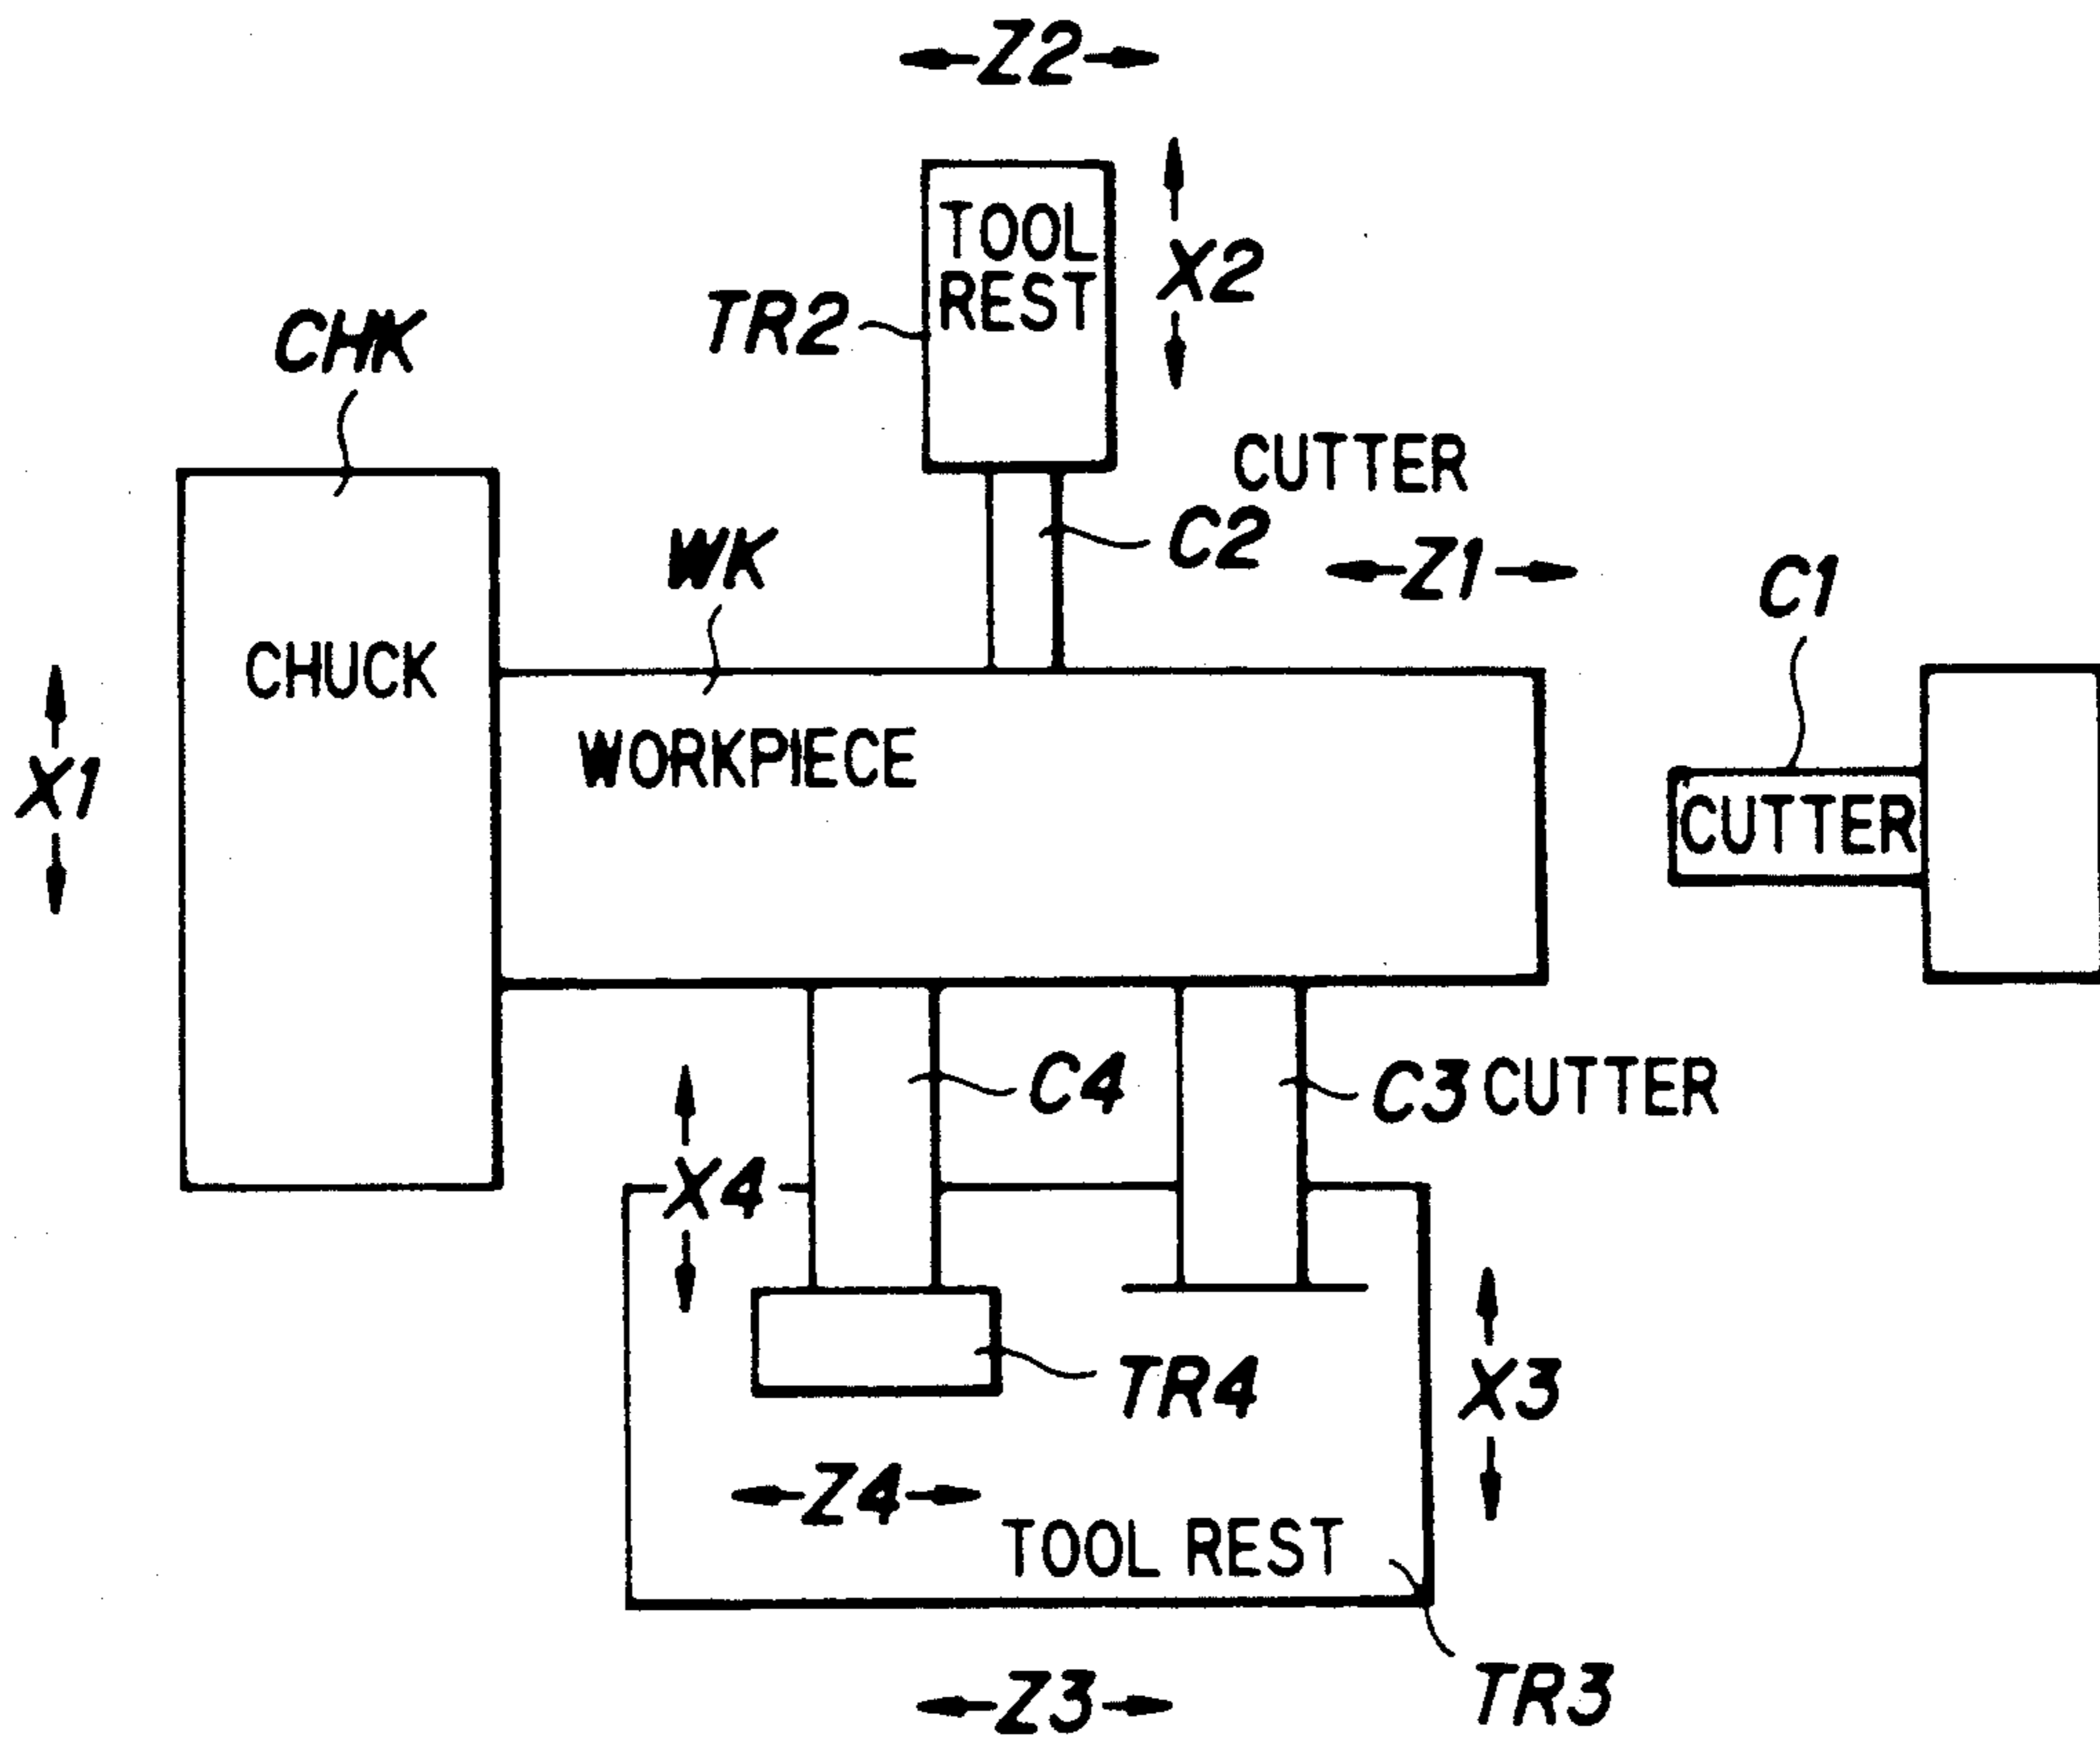 Z2
TOOL
REST
X2
TR2
CHK
CUTTER
C2
WK
Z1
C1
CHUCK
WORKPIECE
X1
CUTTER
C4
C3 CUTTER
X4
TR4
X3
Z4
TOOL REST
Z3
TR3